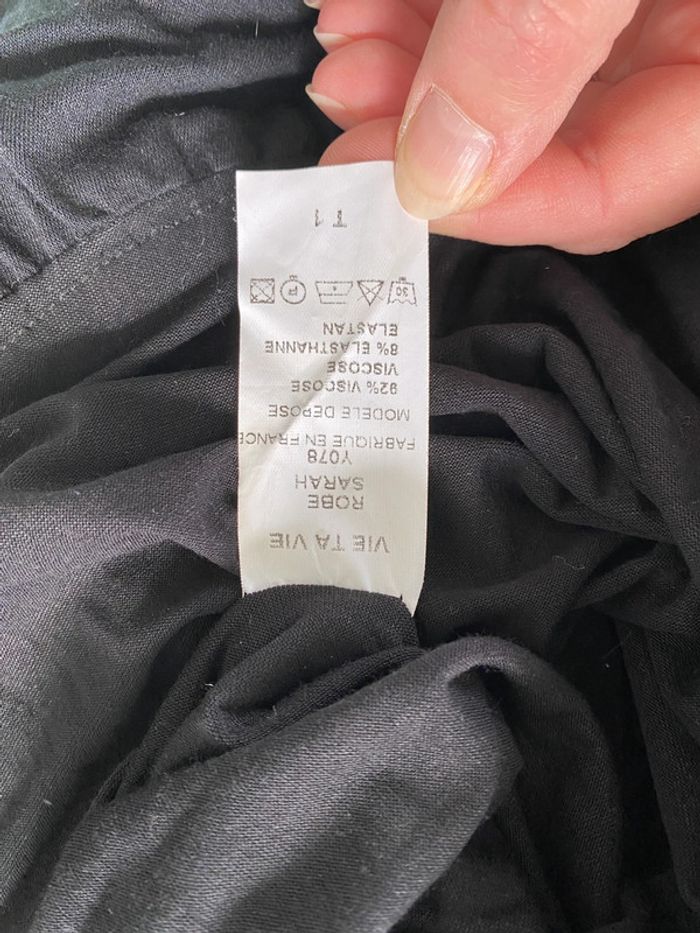 VIE TA VIE
ROBE
SARAH
Y078
FABRIQUE EN FRANCE
MODELE DEPOSE
92% VISCOSE
VISCOSE
8% ELASTHANNE
ELASTAN
30 P
T1